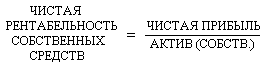 ЧИСТАЯ
РЕНТАБЕЛЬНОСТЬ
СОБСТВЕННЫХ
СРЕДСТВ
=
ЧИСТАЯ ПРИБЫЛЬ
АКТИВ (СОБСТВ.)